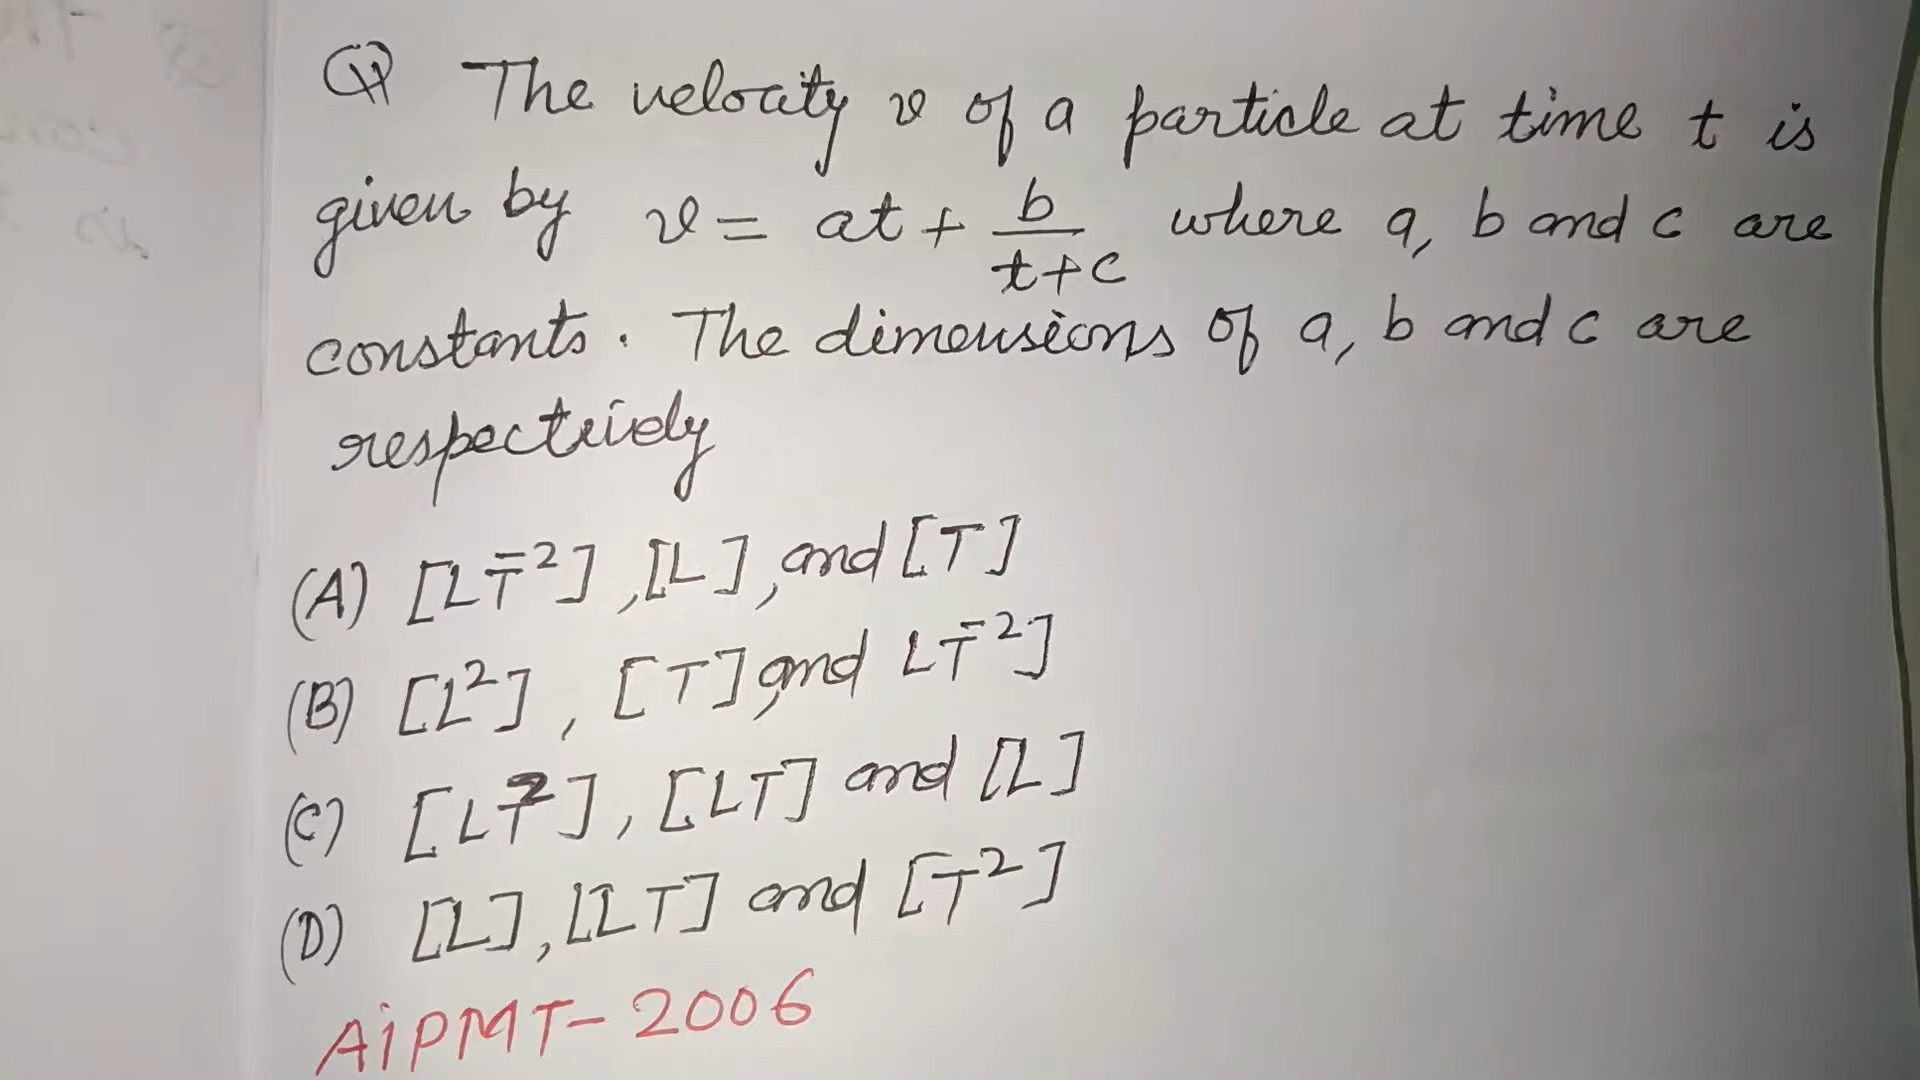 Q The velocity v of a particle at time t is
given by v = at + b/(t+c) where a, b and c are
constants. The dimensions of a, b and c are
respectively
(A) [LT⁻²], [L], and [T]
(B) [L²], [T] and LT⁻²]
(C) [LT²], [LT] and [L]
(D) [L], [LT] and [T²]
AiPMT-2006